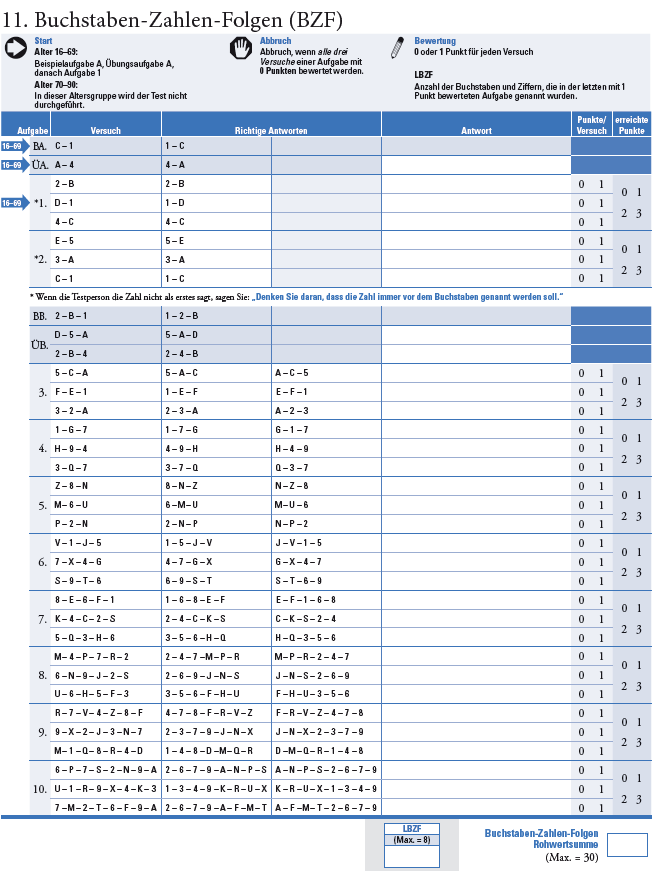 11. Buchstaben-Zahlen-Folgen (BZF)
Start
Alter 16–69:
Beispielaufgabe A, Übungsaufgabe A,
danach Aufgabe 1
Alter 70–90:
In dieser Altersgruppe wird der Test nicht
durchgeführt.
Abbruch
Abbruch, wenn alle drei
Versuche einer Aufgabe mit
0 Punkten bewertet werden.
Bewertung
0 oder 1 Punkt für jeden Versuch
LBZF
Anzahl der Buchstaben und Ziffern, die in der letzten mit 1
Punkt bewerteten Aufgabe genannt wurden.
Aufgabe Versuch Richtige Antworten Antwort Punkte/ Versuch erreichte Punkte
16–69 BA. C – 1 1 – C
16–69 ÜA. A – 4 4 – A
2 – B 2 – B 0 1
16–69 *1. D – 1 1 – D 0 1 0 1 2 3
4 – C 4 – C 0 1
E – 5 5 – E 0 1
*2. 3 – A 3 – A 0 1 0 1 2 3
C – 1 1 – C 0 1
* Wenn die Testperson die Zahl nicht als erstes sagt, sagen Sie: „Denken Sie daran, dass die Zahl immer vor dem Buchstaben genannt werden soll.“
BB. 2 – B – 1 1 – 2 – B
ÜB. D – 5 – A 5 – A – D
2 – B – 4 2 – 4 – B
5 – C – A 5 – A – C A – C – 5 0 1
3. F – E – 1 1 – E – F E – F – 1 0 1 0 1 2 3
3 – 2 – A 2 – 3 – A A – 2 – 3 0 1
1 – G – 7 1 – 7 – G G – 1 – 7 0 1
4. H – 9 – 4 4 – 9 – H H – 4 – 9 0 1 0 1 2 3
3 – Q – 7 3 – 7 – Q Q – 3 – 7 0 1
Z – 8 – N 8 – N – Z N – Z – 8 0 1
5. M – 6 – U 6 – M – U M – U – 6 0 1 0 1 2 3
P – 2 – N 2 – N – P N – P – 2 0 1
V – 1 – J – 5 1 – 5 – J – V J – V – 1 – 5 0 1
6. 7 – X – 4 – G 4 – 7 – G – X G – X – 4 – 7 0 1 0 1 2 3
S – 9 – T – 6 6 – 9 – S – T S – T – 6 – 9 0 1
8 – E – 6 – F – 1 1 – 6 – 8 – E – F E – F – 1 – 6 – 8 0 1
7. K – 4 – C – 2 – S 2 – 4 – C – K – S C – K – S – 2 – 4 0 1 0 1 2 3
5 – Q – 3 – H – 6 3 – 5 – 6 – H – Q H – Q – 3 – 5 – 6 0 1
M – 4 – P – 7 – R – 2 2 – 4 – 7 – M – P – R M – P – R – 2 – 4 – 7 0 1
8. 6 – N – 9 – J – 2 – S 2 – 6 – 9 – J – N – S J – N – S – 2 – 6 – 9 0 1 0 1 2 3
U – 6 – H – 5 – F – 3 3 – 5 – 6 – F – H – U F – H – U – 3 – 5 – 6 0 1
R – 7 – V – 4 – Z – 8 – F 4 – 7 – 8 – F – R – V – Z F – R – V – Z – 4 – 7 – 8 0 1
9. 9 – X – 2 – J – 3 – N – 7 2 – 3 – 7 – 9 – J – N – X J – N – X – 2 – 3 – 7 – 9 0 1 0 1 2 3
M – 1 – Q – 8 – R – 4 – D 1 – 4 – 8 – D – M – Q – R D – M – Q – R – 1 – 4 – 8 0 1
6 – P – 7 – S – 2 – N – 9 – A 2 – 6 – 7 – 9 – A – N – P – S A – N – P – S – 2 – 6 – 7 – 9 0 1
10. U – 1 – R – 9 – X – 4 – K – 3 1 – 3 – 4 – 9 – K – R – U – X K – R – U – X – 1 – 3 – 4 – 9 0 1 0 1 2 3
7 – M – 2 – T – 6 – F – 9 – A 2 – 6 – 7 – 9 – A – F – M – T A – F – M – T – 2 – 6 – 7 – 9 0 1
LBZF
(Max. = 8)
Buchstaben-Zahlen-Folgen
Rohwertsumme
(Max. = 30)